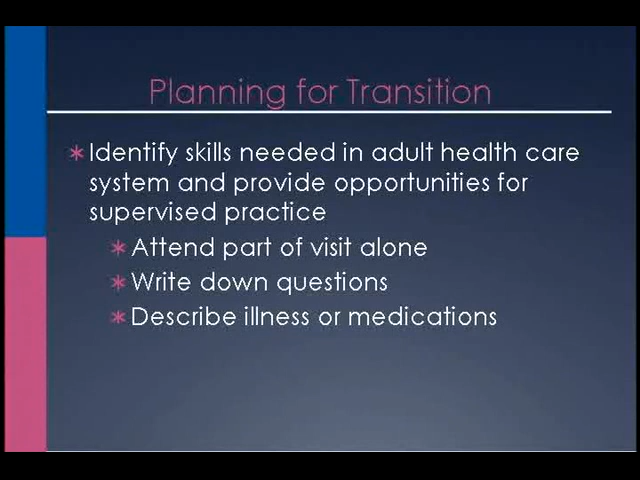 Planning for Transition
* Identify skills needed in adult health care
system and provide opportunities for
supervised practice
* Attend part of visit alone
* Write down questions
* Describe illness or medications